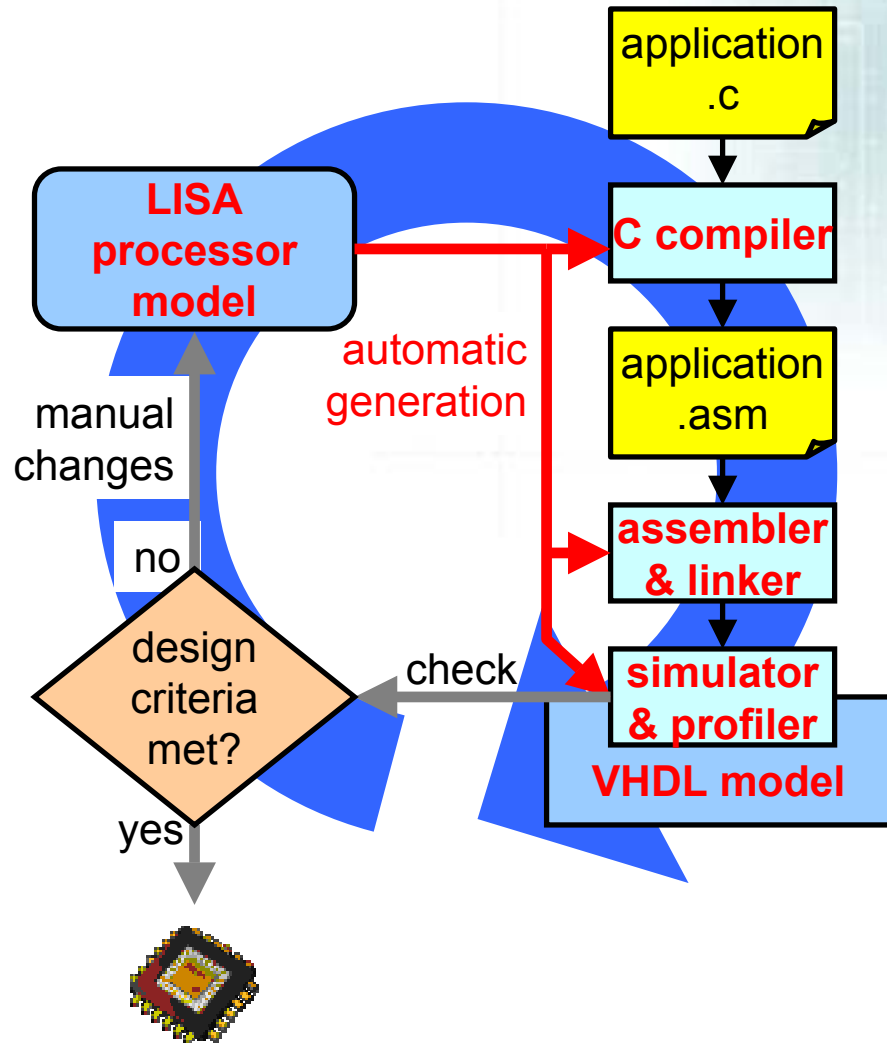 application
.c
LISA
processor
model
C compiler
automatic
generation
application
.asm
manual
changes
assembler
& linker
no
design
criteria
met?
check
simulator
& profiler
VHDL model
yes